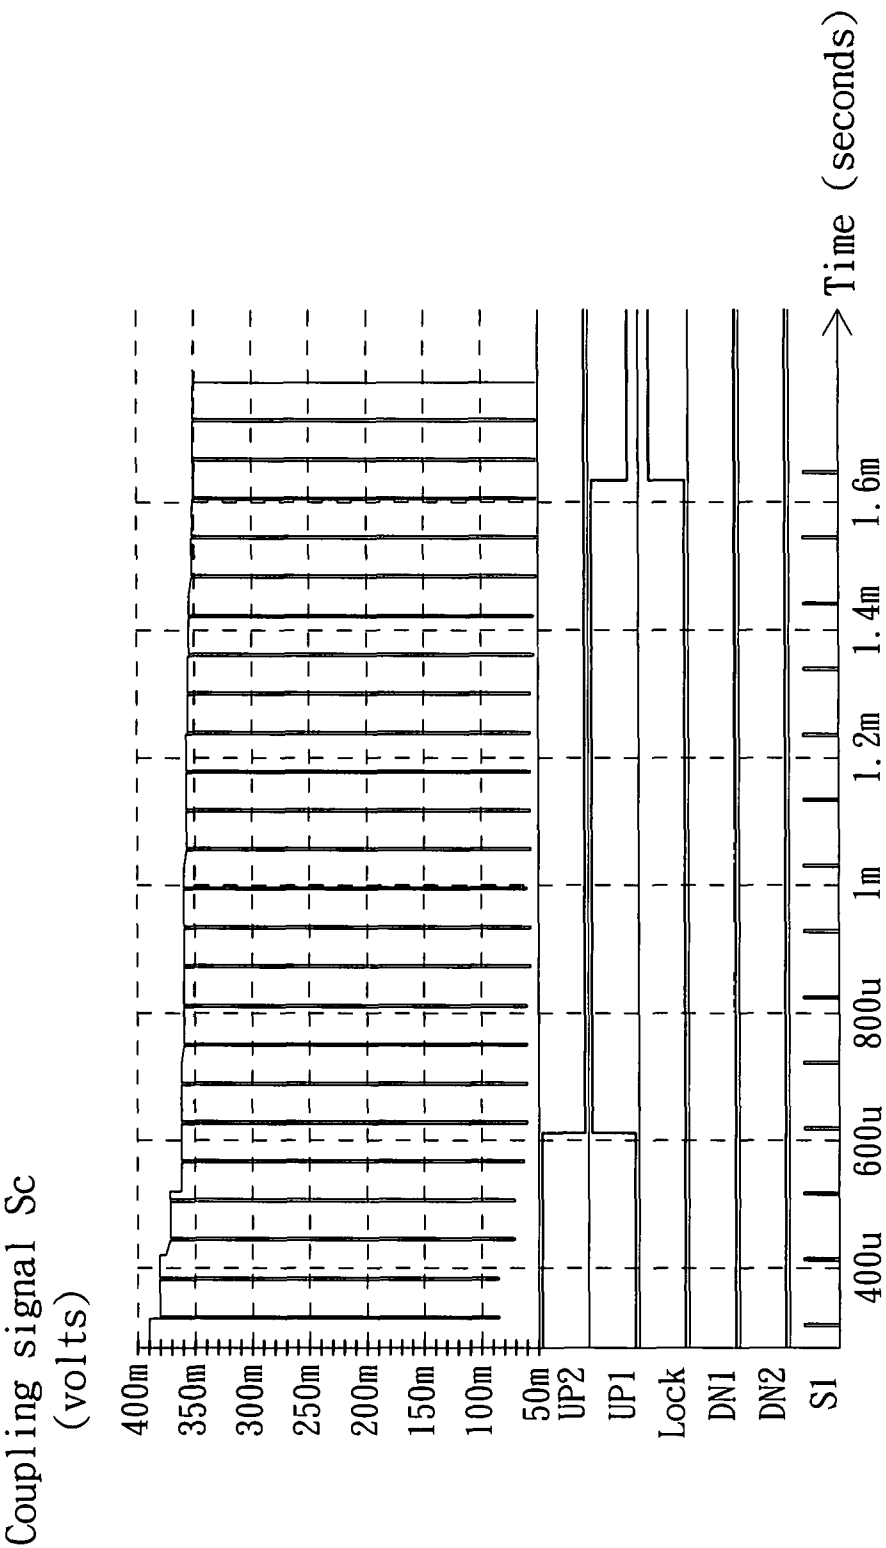 Coupling signal Sc
(volts)
400m
350m
300m
250m
200m
150m
100m
50m
UP2
UP1
Lock
DN1
DN2
S1
400u
600u
800u
1m
1.2m
1.4m
1.6m
Time (seconds)